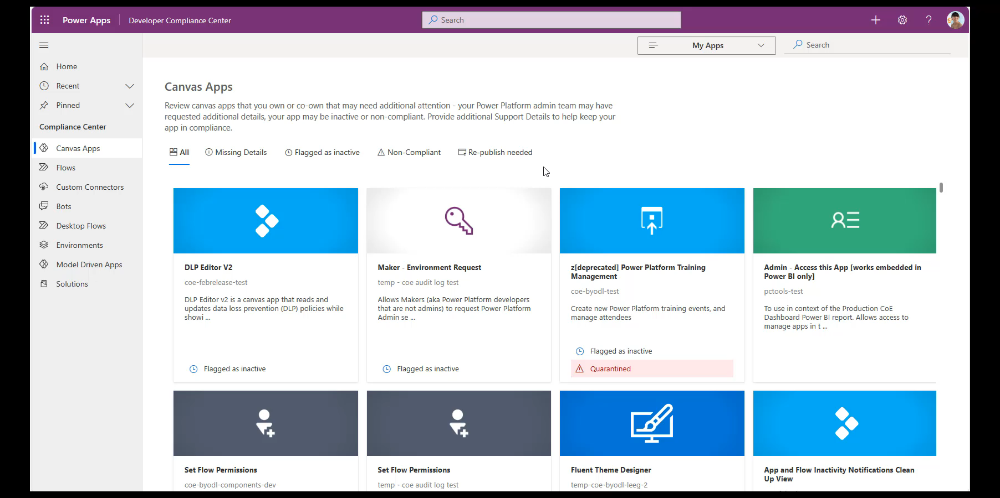 Power Apps
Developer Compliance Center
Search
My Apps
Search
Home
Recent
Pinned
Compliance Center
Canvas Apps
Flows
Custom Connectors
Bots
Desktop Flows
Environments
Model Driven Apps
Solutions
Canvas Apps
Review canvas apps that you own or co-own that may need additional attention - your Power Platform admin team may have
requested additional details, your app may be inactive or non-compliant. Provide additional Support Details to help keep your
app in compliance.
All
Missing Details
Flagged as inactive
Non-Compliant
Re-publish needed
DLP Editor V2
coe-febrelease-test
DLP Editor v2 is a canvas app that reads and
updates data loss prevention (DLP) policies while
showi ...
Flagged as inactive
Maker - Environment Request
temp - coe audit log test
Allows Makers (aka Power Platform developers
that are not admins) to request Power Platform
Admin se ...
Flagged as inactive
z[deprecated] Power Platform Training
Management
coe-byodl-test
Create new Power Platform training events, and
manage attendees
Flagged as inactive
Quarantined
Admin - Access this App [works embedded in
Power BI only]
pctools-test
To use in context of the Production CoE
Dashboard Power BI report. Allows access to
manage apps in t ...
Set Flow Permissions
coe-byodl-components-dev
Set Flow Permissions
temp - coe audit log test
Fluent Theme Designer
temp-coe-byodl-leeg-2
App and Flow Inactivity Notifications Clean
Up View